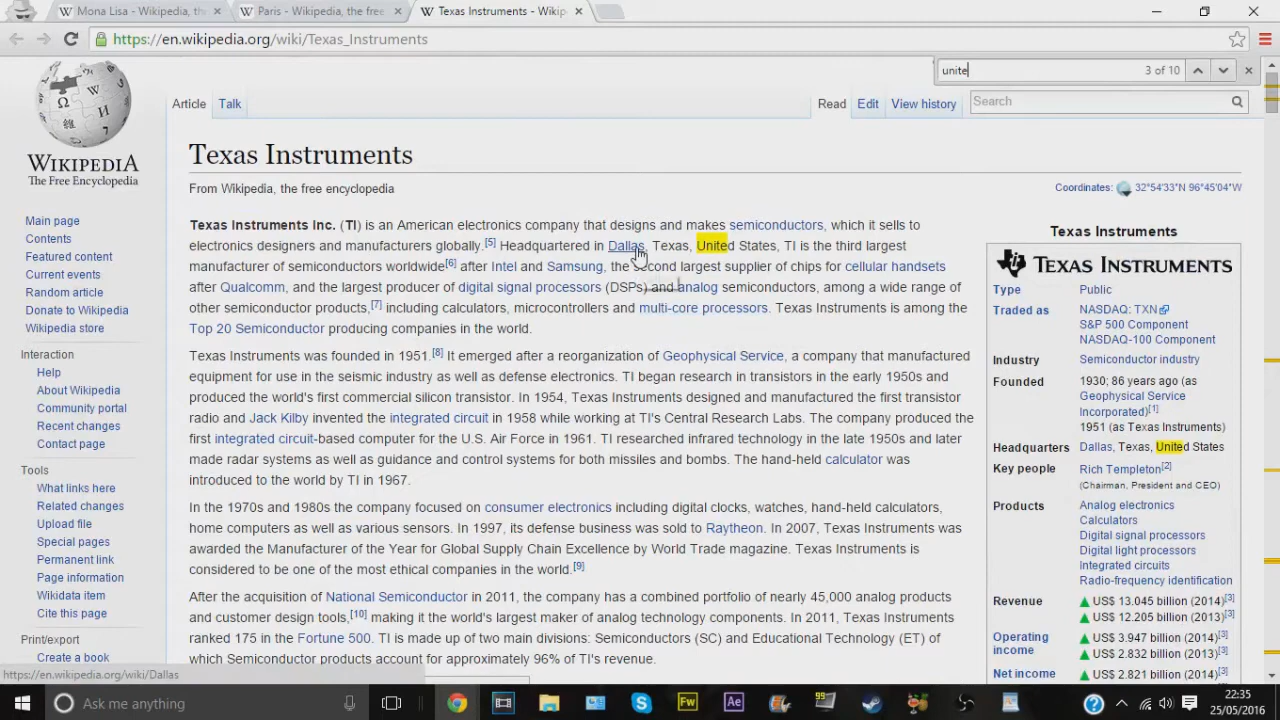 Mona Lisa - Wikipedia, th
Paris - Wikipedia, the free
Texas Instruments - Wikip
https://en.wikipedia.org/wiki/Texas_Instruments
unite
3 of 10
Article
Talk
Read
Edit
View history
Search
WIKIPEDIA
The Free Encyclopedia
Main page
Contents
Featured content
Current events
Random article
Donate to Wikipedia
Wikipedia store
Interaction
Help
About Wikipedia
Community portal
Recent changes
Contact page
Tools
What links here
Related changes
Upload file
Special pages
Permanent link
Page information
Wikidata item
Cite this page
Print/export
Create a book
Texas Instruments
From Wikipedia, the free encyclopedia
Coordinates: 32°54′33″N 96°45′04″W
Texas Instruments Inc. (TI) is an American electronics company that designs and makes semiconductors, which it sells to
electronics designers and manufacturers globally.[5] Headquartered in Dallas, Texas, United States, TI is the third largest
manufacturer of semiconductors worldwide[6] after Intel and Samsung, the second largest supplier of chips for cellular handsets
after Qualcomm, and the largest producer of digital signal processors (DSPs) and analog semiconductors, among a wide range of
other semiconductor products,[7] including calculators, microcontrollers and multi-core processors. Texas Instruments is among the
Top 20 Semiconductor producing companies in the world.
Texas Instruments was founded in 1951.[8] It emerged after a reorganization of Geophysical Service, a company that manufactured
equipment for use in the seismic industry as well as defense electronics. TI began research in transistors in the early 1950s and
produced the world's first commercial silicon transistor. In 1954, Texas Instruments designed and manufactured the first transistor
radio and Jack Kilby invented the integrated circuit in 1958 while working at TI's Central Research Labs. The company produced the
first integrated circuit-based computer for the U.S. Air Force in 1961. TI researched infrared technology in the late 1950s and later
made radar systems as well as guidance and control systems for both missiles and bombs. The hand-held calculator was
introduced to the world by TI in 1967.
In the 1970s and 1980s the company focused on consumer electronics including digital clocks, watches, hand-held calculators,
home computers as well as various sensors. In 1997, its defense business was sold to Raytheon. In 2007, Texas Instruments was
awarded the Manufacturer of the Year for Global Supply Chain Excellence by World Trade magazine. Texas Instruments is
considered to be one of the most ethical companies in the world.[9]
After the acquisition of National Semiconductor in 2011, the company has a combined portfolio of nearly 45,000 analog products
and customer design tools,[10] making it the world's largest maker of analog technology components. In 2011, Texas Instruments
ranked 175 in the Fortune 500. TI is made up of two main divisions: Semiconductors (SC) and Educational Technology (ET) of
which Semiconductor products account for approximately 96% of TI's revenue.
Texas Instruments
TEXAS INSTRUMENTS
Type Public
Traded as NASDAQ: TXN
S&P 500 Component
NASDAQ-100 Component
Industry Semiconductor industry
Founded 1930; 86 years ago (as
Geophysical Service
Incorporated)[1]
1951 (as Texas Instruments)
Headquarters Dallas, Texas, United States
Key people Rich Templeton[2]
(Chairman, President and CEO)
Products Analog electronics
Calculators
Digital signal processors
Digital light processors
Integrated circuits
Radio-frequency identification
Revenue US$ 13.045 billion (2014)[3]
US$ 12.205 billion (2013)[3]
Operating income US$ 3.947 billion (2014)[3]
US$ 2.832 billion (2013)[3]
Net income US$ 2.821 billion (2014)[3]
https://en.wikipedia.org/wiki/Dallas
Ask me anything
Fw
Ae
99
22:35
25/05/2016